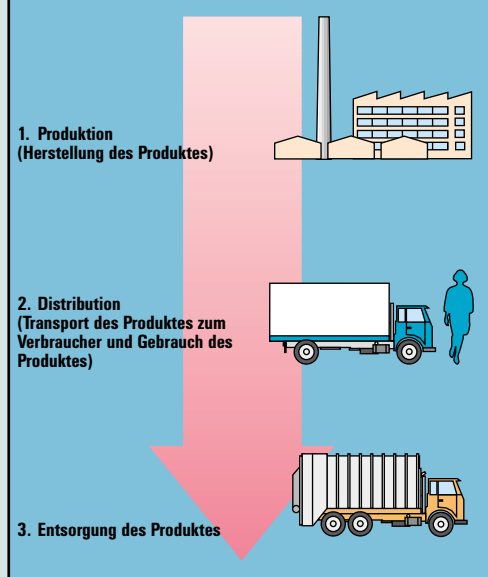 1. Produktion
(Herstellung des Produktes)
2. Distribution
(Transport des Produktes zum
Verbraucher und Gebrauch des
Produktes)
3. Entsorgung des Produktes